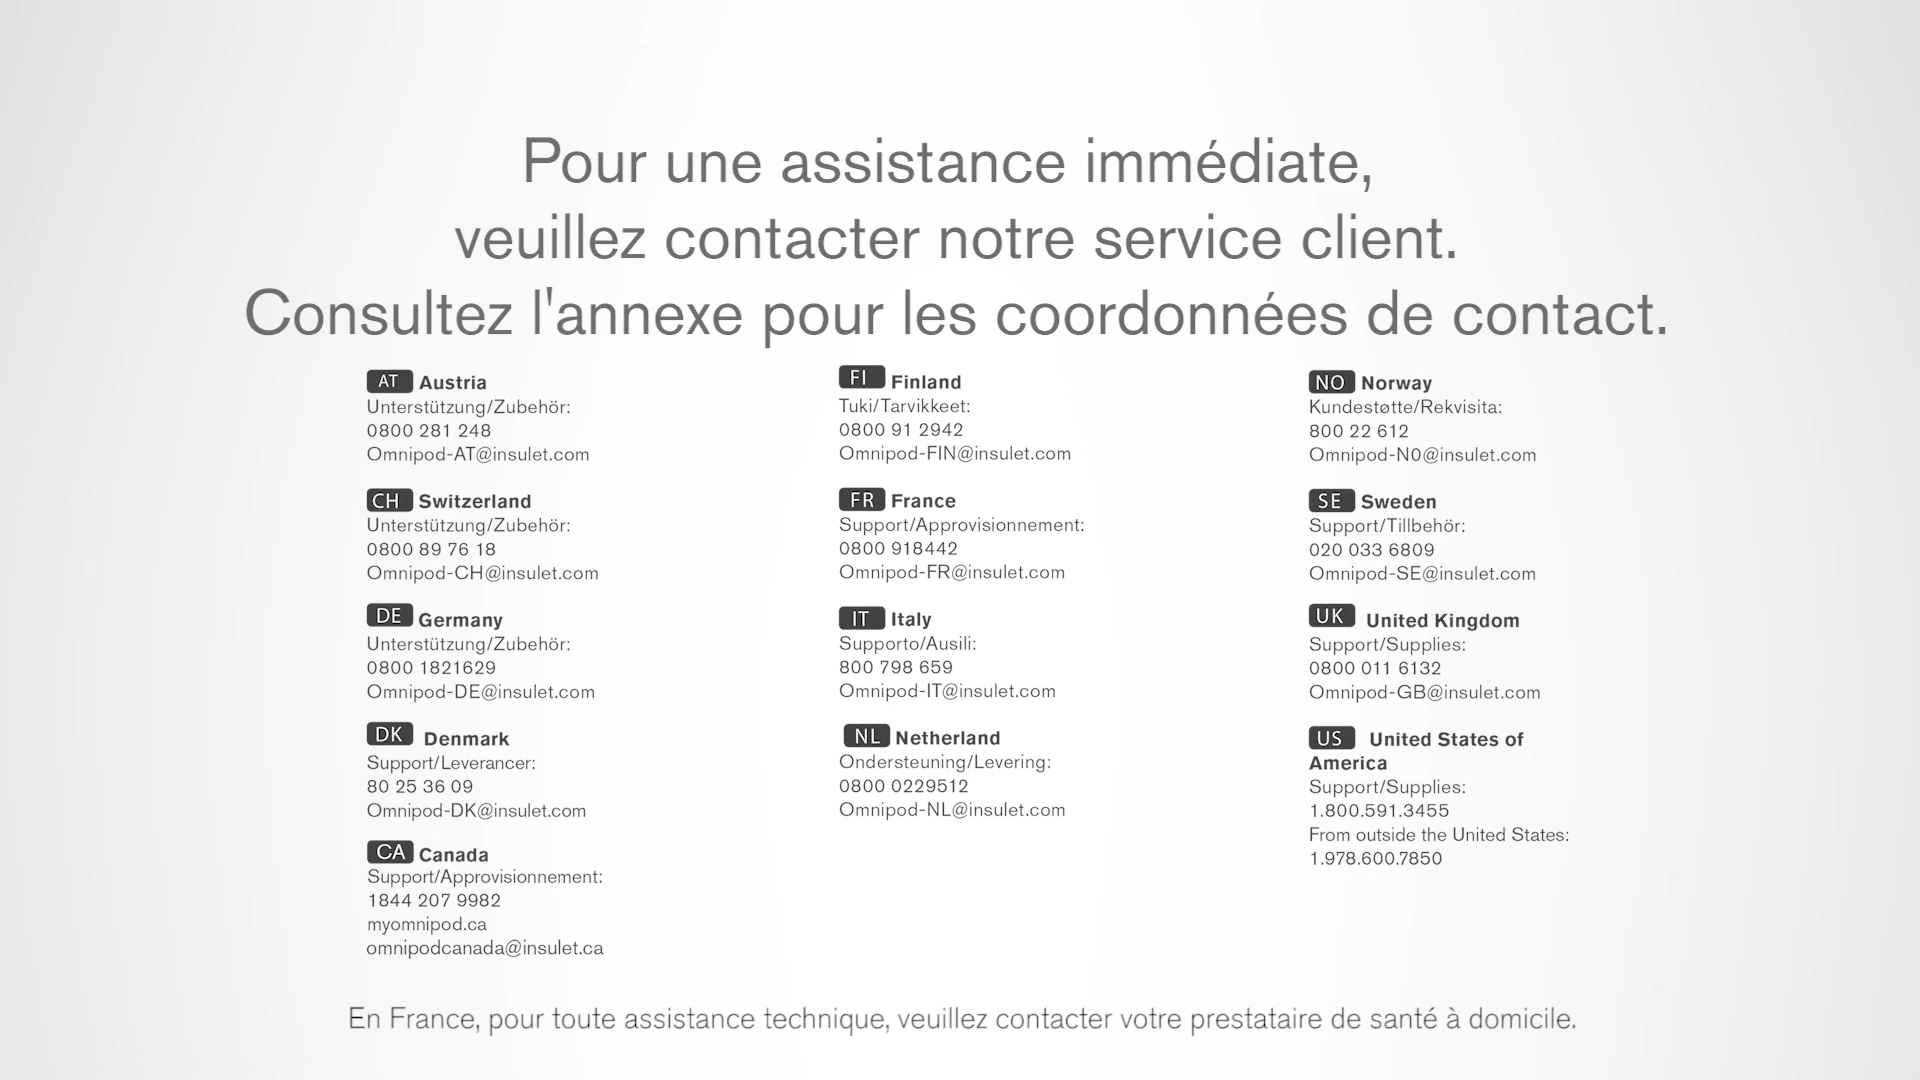 Pour une assistance immédiate,
veuillez contacter notre service client.
Consultez l'annexe pour les coordonnées de contact.
AT Austria
Unterstützung/Zubehör:
0800 281 248
Omnipod-AT@insulet.com
CH Switzerland
Unterstützung/Zubehör:
0800 89 76 18
Omnipod-CH@insulet.com
DE Germany
Unterstützung/Zubehör:
0800 1821629
Omnipod-DE@insulet.com
DK Denmark
Support/Leverancer:
80 25 36 09
Omnipod-DK@insulet.com
CA Canada
Support/Approvisionnement:
1844 207 9982
myomnipod.ca
omnipodcanada@insulet.ca
FI Finland
Tuki/Tarvikkeet:
0800 91 2942
Omnipod-FIN@insulet.com
FR France
Support/Approvisionnement:
0800 918442
Omnipod-FR@insulet.com
IT Italy
Supporto/Ausili:
800 798 659
Omnipod-IT@insulet.com
NL Netherland
Ondersteuning/Levering:
0800 0229512
Omnipod-NL@insulet.com
NO Norway
Kundestøtte/Rekvisita:
800 22 612
Omnipod-N0@insulet.com
SE Sweden
Support/Tillbehör:
020 033 6809
Omnipod-SE@insulet.com
UK United Kingdom
Support/Supplies:
0800 011 6132
Omnipod-GB@insulet.com
US United States of
America
Support/Supplies:
1.800.591.3455
From outside the United States:
1.978.600.7850
En France, pour toute assistance technique, veuillez contacter votre prestataire de santé à domicile.